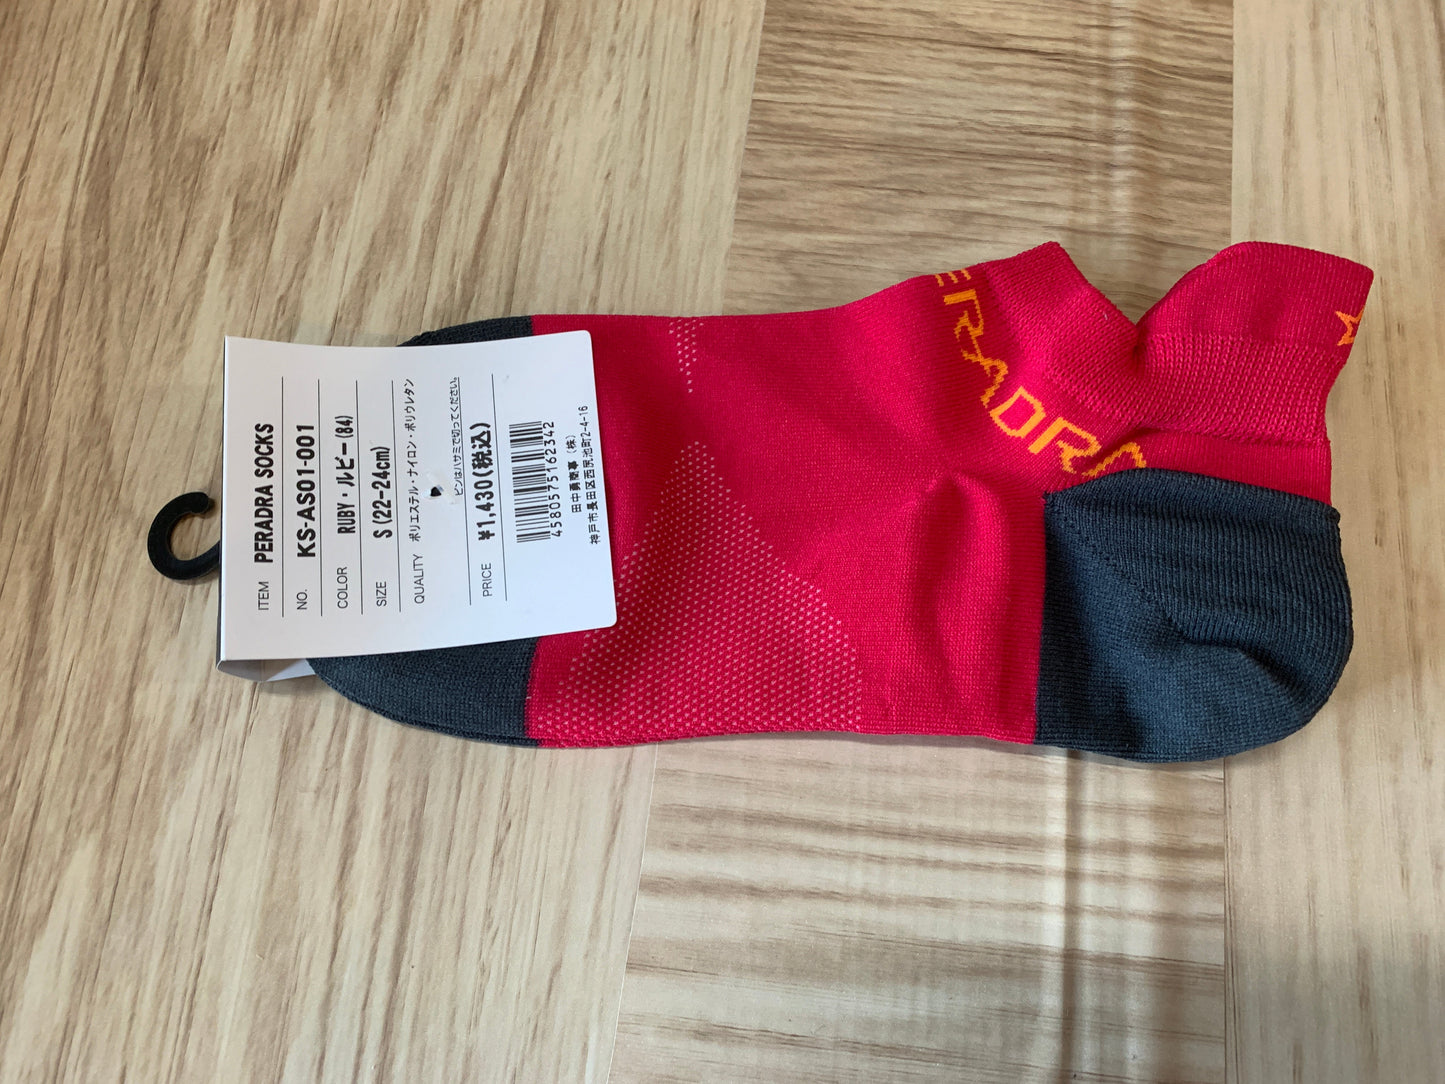 ITEM PERADRA SOCKS
NO. KS-AS01-001
COLOR RUBY・ルビー(84)
SIZE S(22-24cm)
QUALITY ポリエステル・ナイロン・ポリウレタン
ピンはハサミで切ってください。
PRICE ¥1,430(税込)
4580575162342
田中勇商事(株)
神戸市長田区西尻池町2-4-16
ERADRA